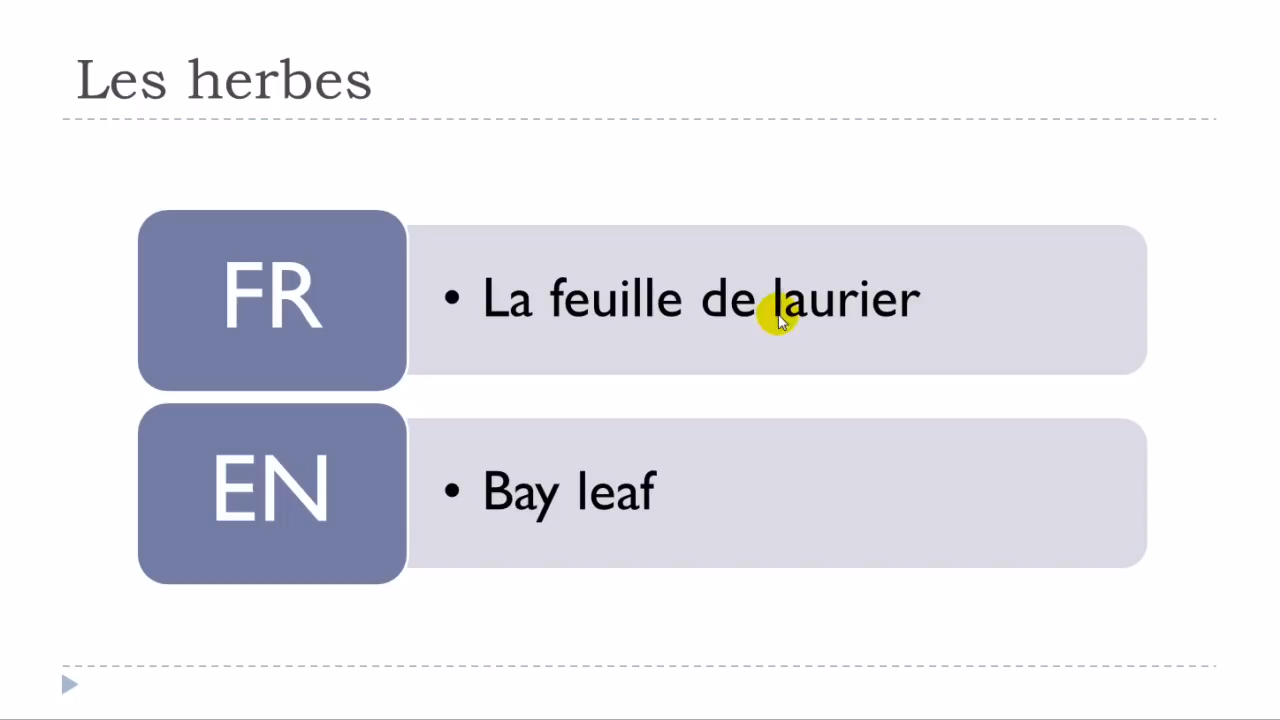 Les herbes
FR
• La feuille de laurier
EN
• Bay leaf